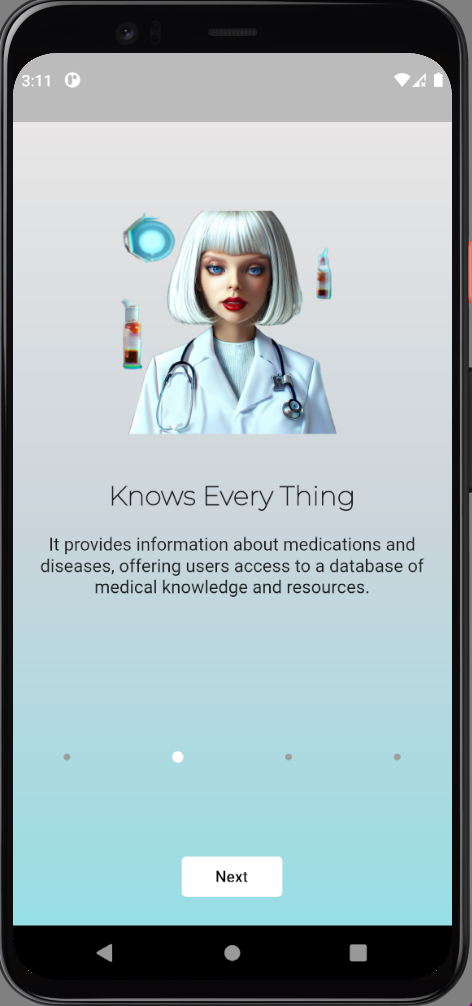 3:11
Knows Every Thing
It provides information about medications and
diseases, offering users access to a database of
medical knowledge and resources.
Next